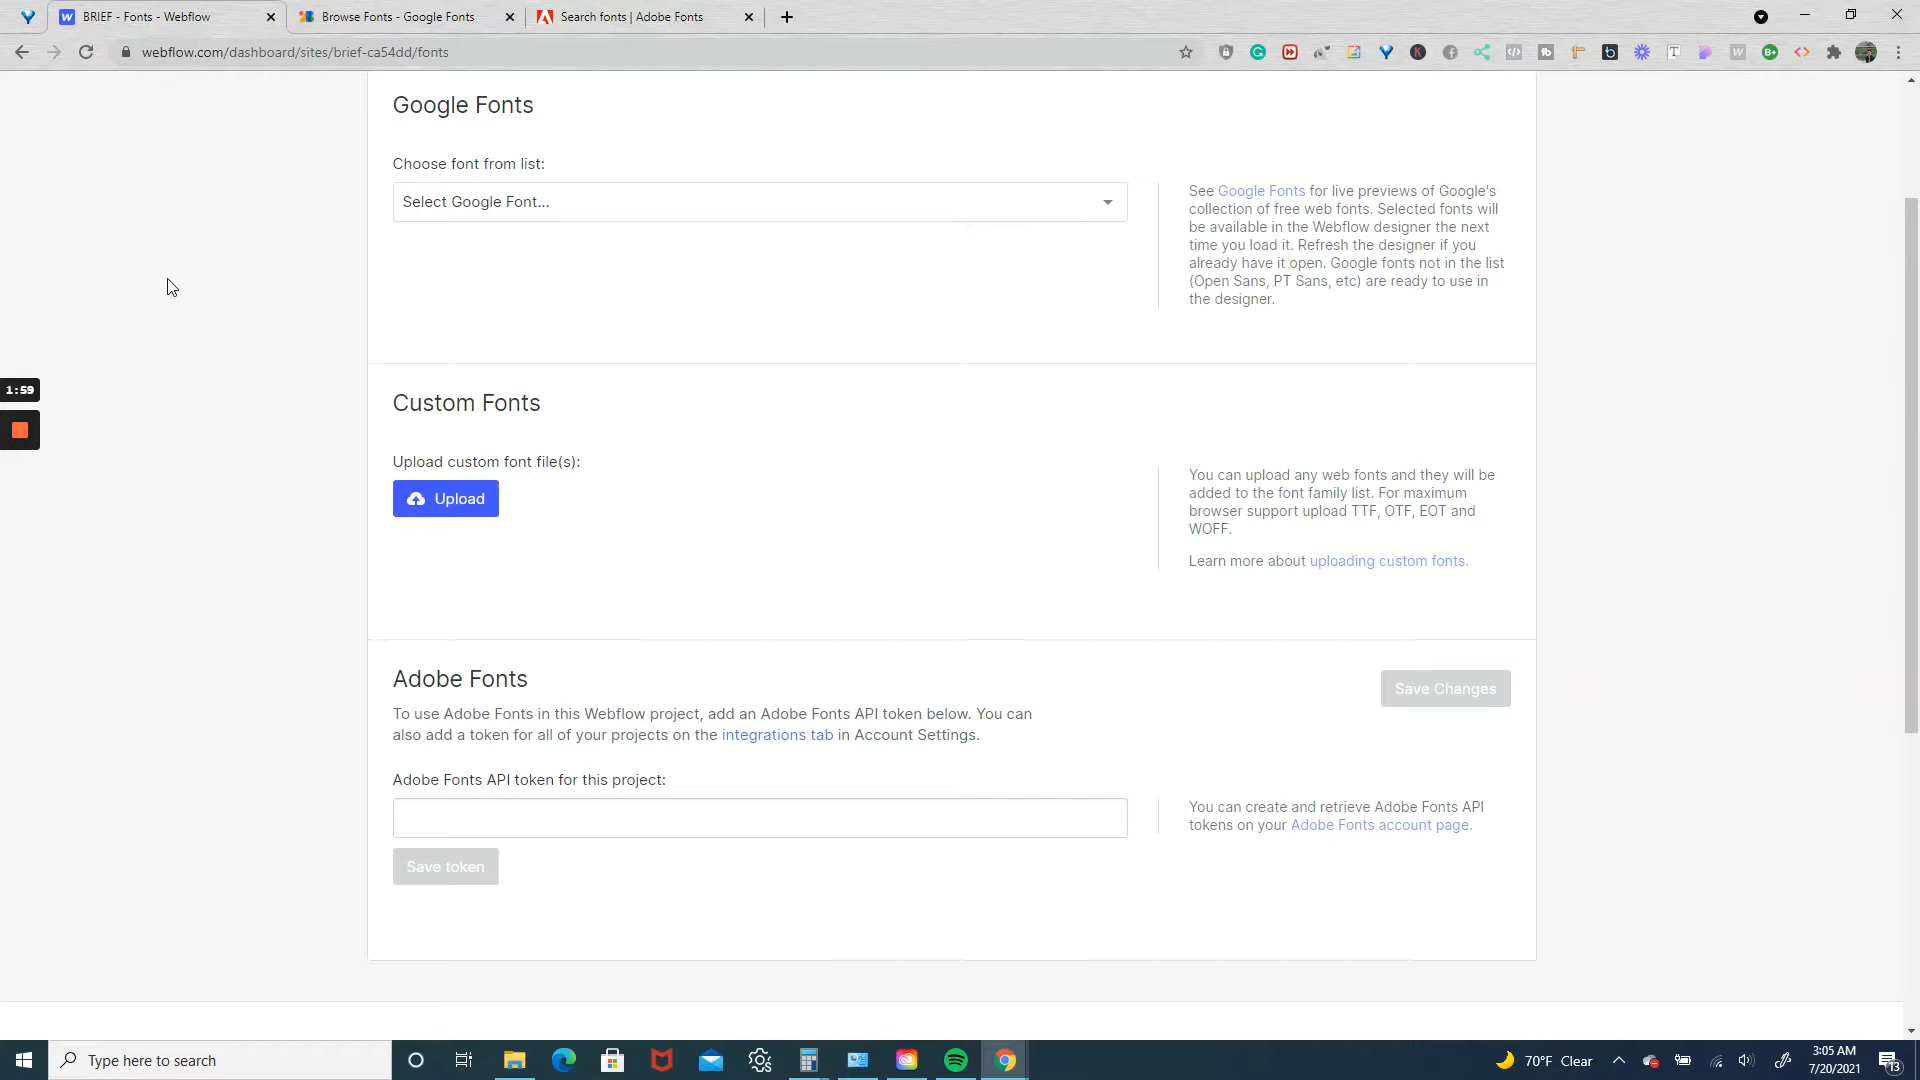 BRIEF - Fonts - Webflow
Browse Fonts - Google Fonts
Search fonts | Adobe Fonts
webflow.com/dashboard/sites/brief-ca54dd/fonts
Google Fonts
Choose font from list:
Select Google Font...
See Google Fonts for live previews of Google's
collection of free web fonts. Selected fonts will
be available in the Webflow designer the next
time you load it. Refresh the designer if you
already have it open. Google fonts not in the list
(Open Sans, PT Sans, etc) are ready to use in
the designer.
1:59
Custom Fonts
Upload custom font file(s):
Upload
You can upload any web fonts and they will be
added to the font family list. For maximum
browser support upload TTF, OTF, EOT and
WOFF.
Learn more about uploading custom fonts.
Adobe Fonts
Save Changes
To use Adobe Fonts in this Webflow project, add an Adobe Fonts API token below. You can
also add a token for all of your projects on the integrations tab in Account Settings.
Adobe Fonts API token for this project:
You can create and retrieve Adobe Fonts API
tokens on your Adobe Fonts account page.
Save token
Type here to search
70°F Clear
3:05 AM
7/20/2021
13